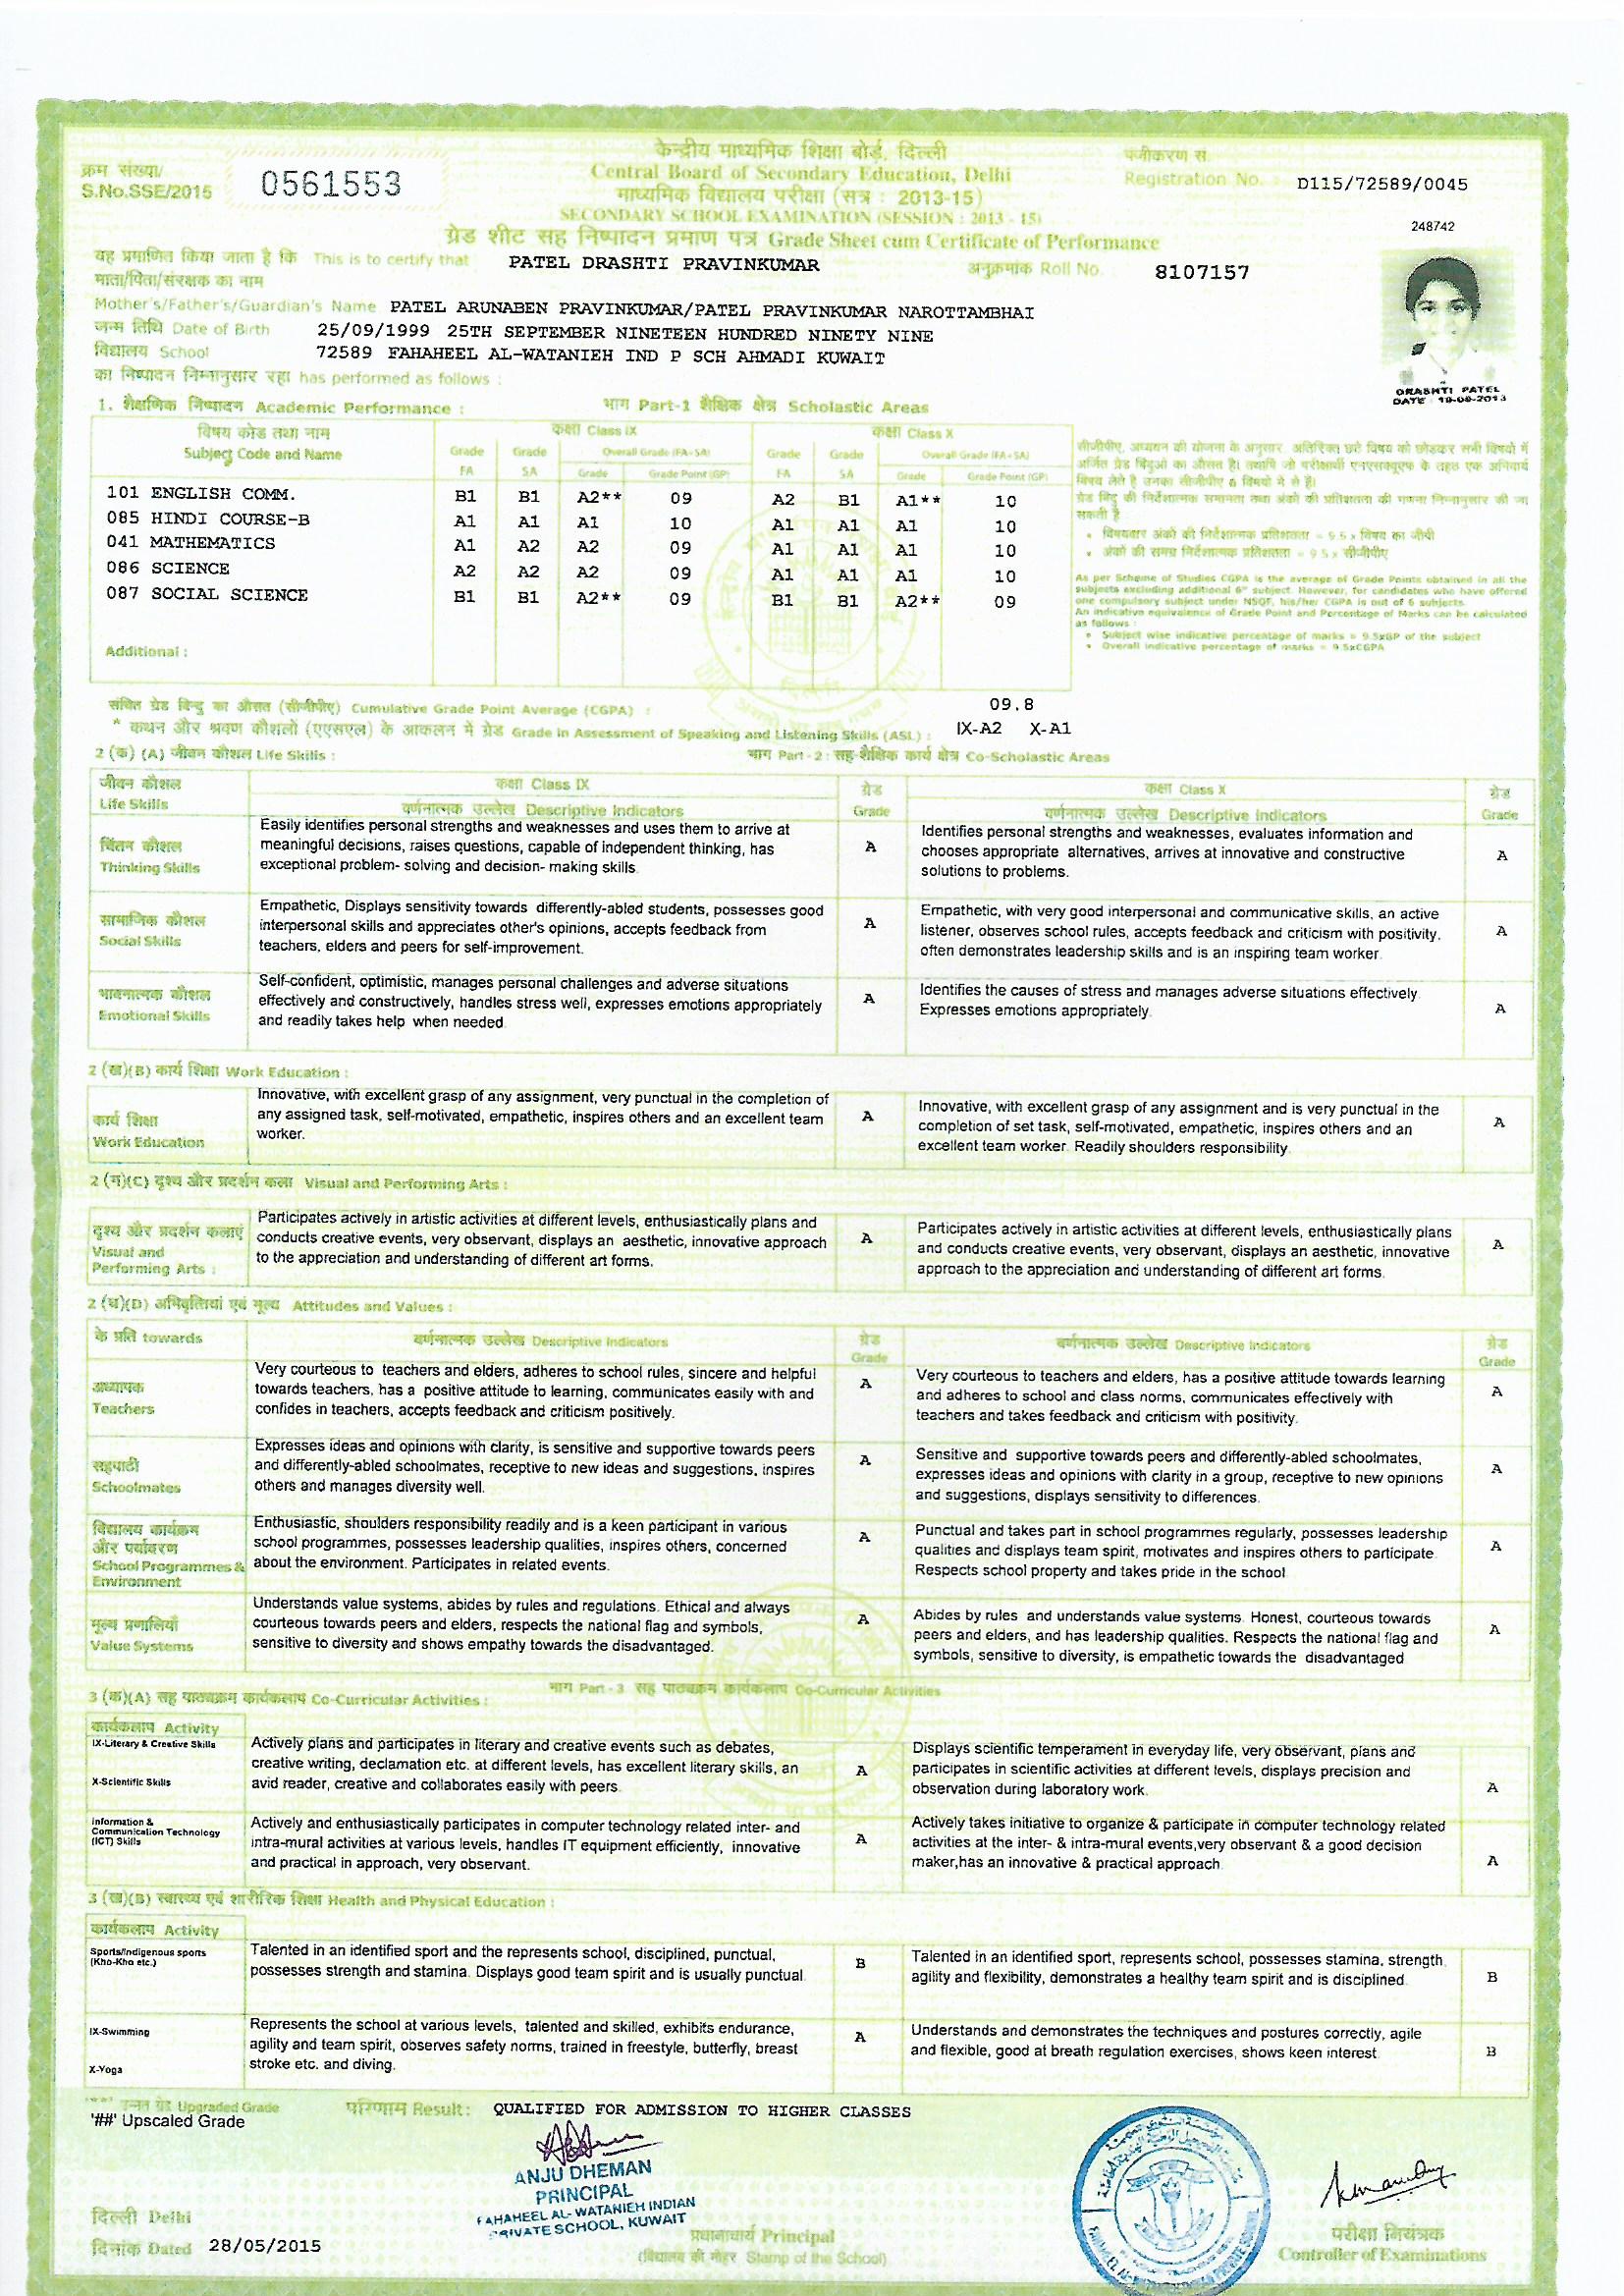 क्रम संख्या/
S.No.SSE/2015
0561553
केन्द्रीय माध्यमिक शिक्षा बोर्ड, दिल्ली
Central Board of Secondary Education, Delhi
माध्यमिक विद्यालय परीक्षा (सत्र : 2013-15)
SECONDARY SCHOOL EXAMINATION (SESSION : 2013 - 15)
ग्रेड शीट सह निष्पादन प्रमाण पत्र Grade Sheet cum Certificate of Performance
पंजीकरण सं.
Registration No. : D115/72589/0045
248742
यह प्रमाणित किया जाता है कि This is to certify that PATEL DRASHTI PRAVINKUMAR अनुक्रमांक Roll No. 8107157
माता/पिता/संरक्षक का नाम
Mother's/Father's/Guardian's Name PATEL ARUNABEN PRAVINKUMAR/PATEL PRAVINKUMAR NAROTTAMBHAI
जन्म तिथि Date of Birth 25/09/1999 25TH SEPTEMBER NINETEEN HUNDRED NINETY NINE
विद्यालय School 72589 FAHAHEEL AL-WATANIEH IND P SCH AHMADI KUWAIT
का निष्पादन निम्नानुसार रहा has performed as follows :
DRASHTI PATEL
DATE 19-08-2013
1. शैक्षणिक निष्पादन Academic Performance : भाग Part-1 शैक्षिक क्षेत्र Scholastic Areas
विषय कोड तथा नाम कक्षा Class IX कक्षा Class X
Subject Code and Name Grade Grade Overall Grade (FA+SA) Grade Grade Overall Grade (FA+SA)
FA SA Grade Grade Point (GP) FA SA Grade Grade Point (GP)
101 ENGLISH COMM. B1 B1 A2** 09 A2 B1 A1** 10
085 HINDI COURSE-B A1 A1 A1 10 A1 A1 A1 10
041 MATHEMATICS A1 A2 A2 09 A1 A1 A1 10
086 SCIENCE A2 A2 A2 09 A1 A1 A1 10
087 SOCIAL SCIENCE B1 B1 A2** 09 B1 B1 A2** 09
Additional :
सीजीपीए, अध्ययन की योजना के अनुसार, अतिरिक्त छठे विषय को छोड़कर सभी विषयों में
अर्जित ग्रेड बिंदुओं का औसत है। तथापि जो परीक्षार्थी एनएसक्यूएफ के तहत एक अनिवार्य
विषय लेते है उनका सीजीपीए 6 विषयों में से है।
ग्रेड बिंदु की निर्देशात्मक समानता तथा अंकों की प्रतिशतता की गणना निम्नानुसार की जा
सकती है
• विषयवार अंकों की निर्देशात्मक प्रतिशतता = 9.5 x विषय का जीपी
• अंकों की समग्र निर्देशात्मक प्रतिशतता = 9.5 x सीजीपीए
As per Scheme of Studies CGPA is the average of Grade Points obtained in all the
subjects excluding additional 6th subject. However, for candidates who have offered
one compulsory subject under NSQF, his/her CGPA is out of 6 subjects.
An indicative equivalence of Grade Point and Percentage of Marks can be calculated
as follows :
• Subject wise indicative percentage of marks = 9.5xGP of the subject
• Overall indicative percentage of marks = 9.5xCGPA
संचित ग्रेड बिन्दु का औसत (सीजीपीए) Cumulative Grade Point Average (CGPA) : 09.8
* कथन और श्रवण कौशलों (एएसएल) के आकलन में ग्रेड Grade in Assessment of Speaking and Listening Skills (ASL) : IX-A2 X-A1
2 (क) (A) जीवन कौशल Life Skills : भाग Part - 2 : सह-शैक्षिक कार्य क्षेत्र Co-Scholastic Areas
जीवन कौशल कक्षा Class IX ग्रेड कक्षा Class X ग्रेड
Life Skills वर्णनात्मक उल्लेख Descriptive Indicators Grade वर्णनात्मक उल्लेख Descriptive Indicators Grade
चिंतन कौशल
Thinking Skills
Easily identifies personal strengths and weaknesses and uses them to arrive at
meaningful decisions, raises questions, capable of independent thinking, has
exceptional problem- solving and decision- making skills.
A
Identifies personal strengths and weaknesses, evaluates information and
chooses appropriate alternatives, arrives at innovative and constructive
solutions to problems.
A
सामाजिक कौशल
Social Skills
Empathetic, Displays sensitivity towards differently-abled students, possesses good
interpersonal skills and appreciates other's opinions, accepts feedback from
teachers, elders and peers for self-improvement.
A
Empathetic, with very good interpersonal and communicative skills, an active
listener, observes school rules, accepts feedback and criticism with positivity,
often demonstrates leadership skills and is an inspiring team worker.
A
भावनात्मक कौशल
Emotional Skills
Self-confident, optimistic, manages personal challenges and adverse situations
effectively and constructively, handles stress well, expresses emotions appropriately
and readily takes help when needed.
A
Identifies the causes of stress and manages adverse situations effectively.
Expresses emotions appropriately.
A
2 (ख)(B) कार्य शिक्षा Work Education :
कार्य शिक्षा
Work Education
Innovative, with excellent grasp of any assignment, very punctual in the completion of
any assigned task, self-motivated, empathetic, inspires others and an excellent team
worker.
A
Innovative, with excellent grasp of any assignment and is very punctual in the
completion of set task, self-motivated, empathetic, inspires others and an
excellent team worker. Readily shoulders responsibility.
A
2 (ग)(C) दृश्य और प्रदर्शन कला Visual and Performing Arts :
दृश्य और प्रदर्शन कलाएं
Visual and
Performing Arts :
Participates actively in artistic activities at different levels, enthusiastically plans and
conducts creative events, very observant, displays an aesthetic, innovative approach
to the appreciation and understanding of different art forms.
A
Participates actively in artistic activities at different levels, enthusiastically plans
and conducts creative events, very observant, displays an aesthetic, innovative
approach to the appreciation and understanding of different art forms.
A
2 (घ)(D) अभिवृत्तियां एवं मूल्य Attitudes and Values :
के प्रति towards वर्णनात्मक उल्लेख Descriptive Indicators ग्रेड वर्णनात्मक उल्लेख Descriptive Indicators ग्रेड
Grade Grade
अध्यापक
Teachers
Very courteous to teachers and elders, adheres to school rules, sincere and helpful
towards teachers, has a positive attitude to learning, communicates easily with and
confides in teachers, accepts feedback and criticism positively.
A
Very courteous to teachers and elders, has a positive attitude towards learning
and adheres to school and class norms, communicates effectively with
teachers and takes feedback and criticism with positivity.
A
सहपाठी
Schoolmates
Expresses ideas and opinions with clarity, is sensitive and supportive towards peers
and differently-abled schoolmates, receptive to new ideas and suggestions, inspires
others and manages diversity well.
A
Sensitive and supportive towards peers and differently-abled schoolmates,
expresses ideas and opinions with clarity in a group, receptive to new opinions
and suggestions, displays sensitivity to differences.
A
विद्यालय कार्यक्रम
और पर्यावरण
School Programmes &
Environment
Enthusiastic, shoulders responsibility readily and is a keen participant in various
school programmes, possesses leadership qualities, inspires others, concerned
about the environment. Participates in related events.
A
Punctual and takes part in school programmes regularly, possesses leadership
qualities and displays team spirit, motivates and inspires others to participate.
Respects school property and takes pride in the school
A
मूल्य प्रणालियाँ
Value Systems
Understands value systems, abides by rules and regulations. Ethical and always
courteous towards peers and elders, respects the national flag and symbols,
sensitive to diversity and shows empathy towards the disadvantaged.
A
Abides by rules and understands value systems. Honest, courteous towards
peers and elders, and has leadership qualities. Respects the national flag and
symbols, sensitive to diversity, is empathetic towards the disadvantaged
A
भाग Part - 3 सह पाठ्यक्रम कार्यकलाप Co-Curricular Activities
3 (क)(A) सह पाठ्यक्रम कार्यकलाप Co-Curricular Activities :
कार्यकलाप Activity
IX-Literary & Creative Skills
X-Scientific Skills
Actively plans and participates in literary and creative events such as debates,
creative writing, declamation etc. at different levels, has excellent literary skills, an
avid reader, creative and collaborates easily with peers.
A
Displays scientific temperament in everyday life, very observant, plans and
participates in scientific activities at different levels, displays precision and
observation during laboratory work.
A
Information &
Communication Technology
(ICT) Skills
Actively and enthusiastically participates in computer technology related inter- and
intra-mural activities at various levels, handles IT equipment efficiently, innovative
and practical in approach, very observant.
A
Actively takes initiative to organize & participate in computer technology related
activities at the inter- & intra-mural events,very observant & a good decision
maker,has an innovative & practical approach
A
3 (ख)(B) स्वास्थ्य एवं शारीरिक शिक्षा Health and Physical Education :
कार्यकलाप Activity
Sports/Indigenous sports
(Kho-Kho etc.)
Talented in an identified sport and the represents school, disciplined, punctual,
possesses strength and stamina. Displays good team spirit and is usually punctual.
B
Talented in an identified sport, represents school, possesses stamina, strength,
agility and flexibility, demonstrates a healthy team spirit and is disciplined.
B
IX-Swimming
X-Yoga
Represents the school at various levels, talented and skilled, exhibits endurance,
agility and team spirit, observes safety norms, trained in freestyle, butterfly, breast
stroke etc. and diving.
A
Understands and demonstrates the techniques and postures correctly, agile
and flexible, good at breath regulation exercises, shows keen interest.
B
उन्नत ग्रेड Upgraded Grade
'##' Upscaled Grade
परिणाम Result : QUALIFIED FOR ADMISSION TO HIGHER CLASSES
ANJU DHEMAN
PRINCIPAL
FAHAHEEL AL-WATANIEH INDIAN
PRIVATE SCHOOL, KUWAIT
दिल्ली Delhi
दिनांक Dated 28/05/2015
प्रधानाचार्य Principal
(विद्यालय की मोहर Stamp of the School)
परीक्षा नियंत्रक
Controller of Examinations